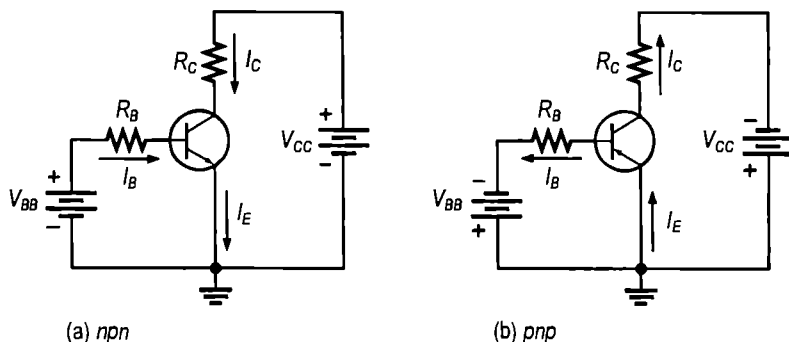 R_C
I_C
R_B
+
V_CC
-
I_B
+
V_BB
-
I_E
(a) npn
R_C
I_C
R_B
-
V_CC
+
I_B
-
V_BB
+
I_E
(b) pnp